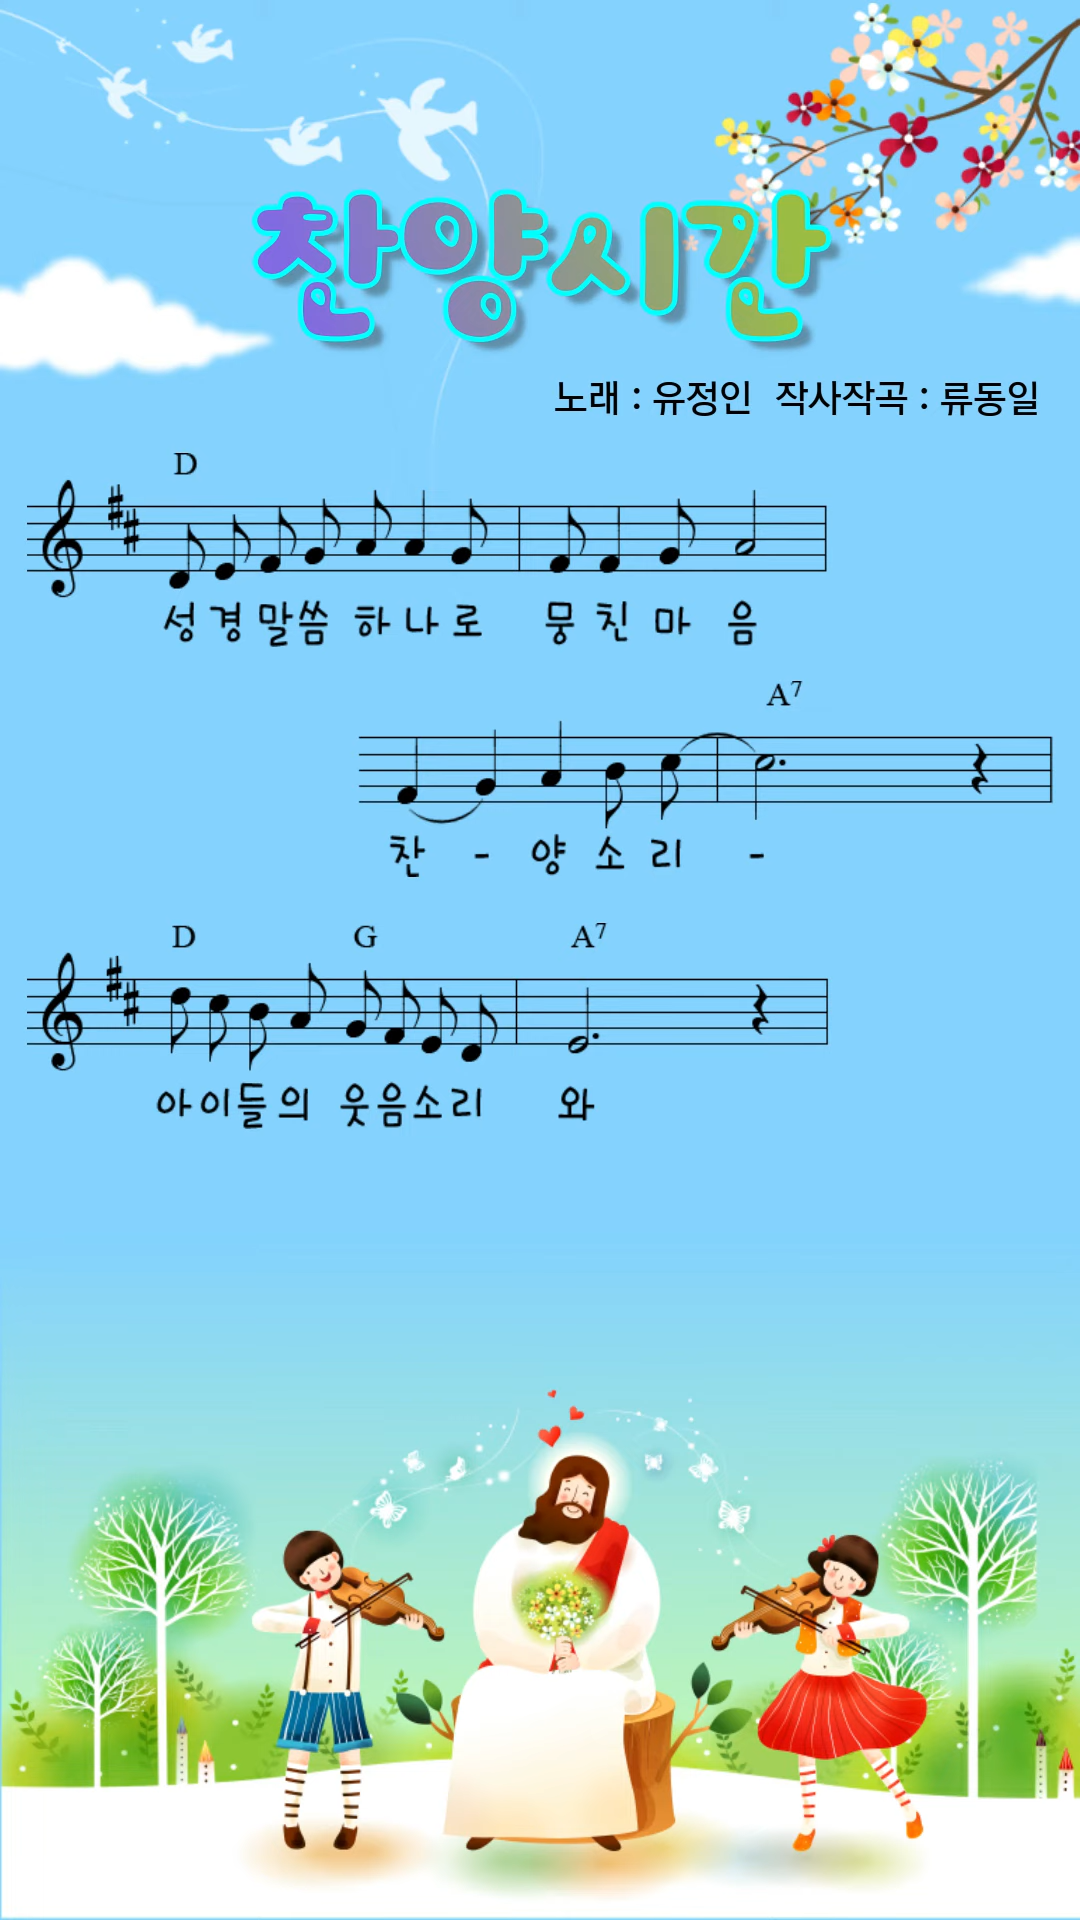 찬양시간
노래 : 유정인 작사작곡 : 류동일
D
성경말씀 하나로 뭉친마음
A7
찬 - 양소리 -
D G A7
아이들의 웃음소리 와